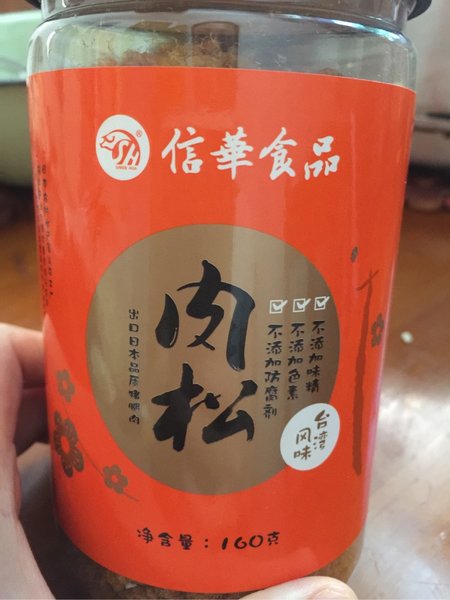 SH®
信華食品
肉松
不添加味精
不添加色素
不添加防腐剂
出口日本品质猪腿肉
台湾风味
净含量：160克